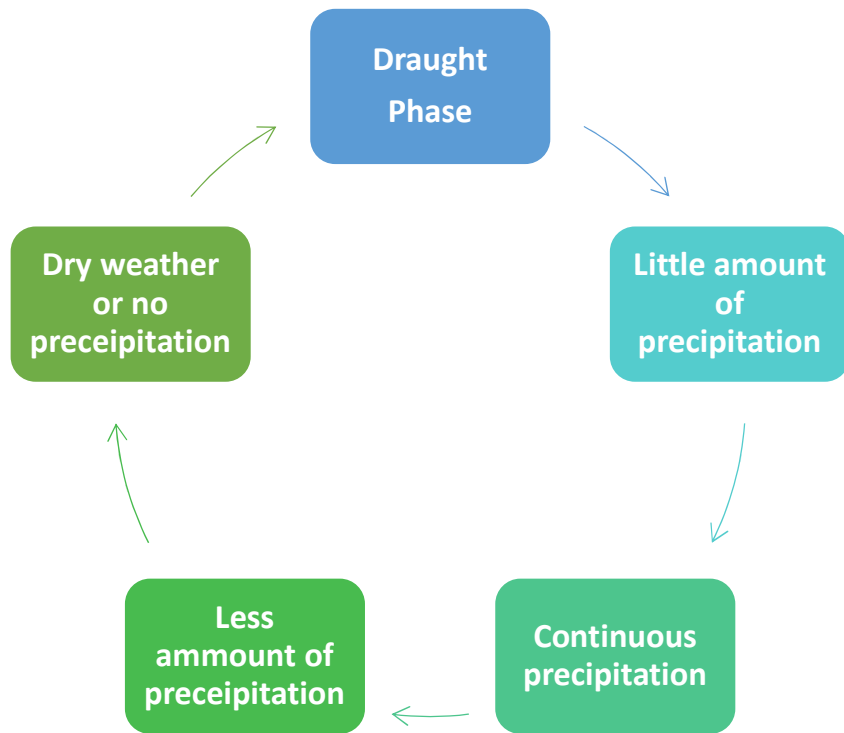 Draught
Phase
Little amount
of
precipitation
Continuous
precipitation
Less
ammount of
preceipitation
Dry weather
or no
preceipitation